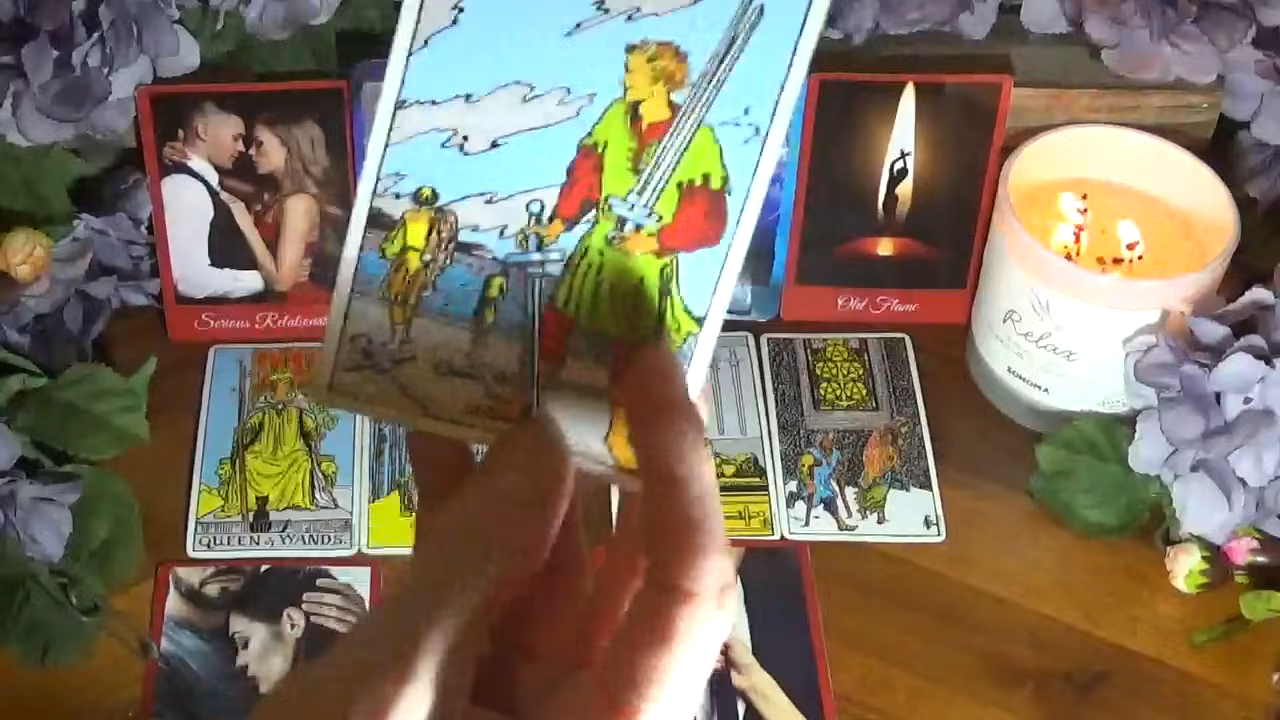 Serious Relations
Old Flame
Relax
SONOMA
QUEEN of WANDS.